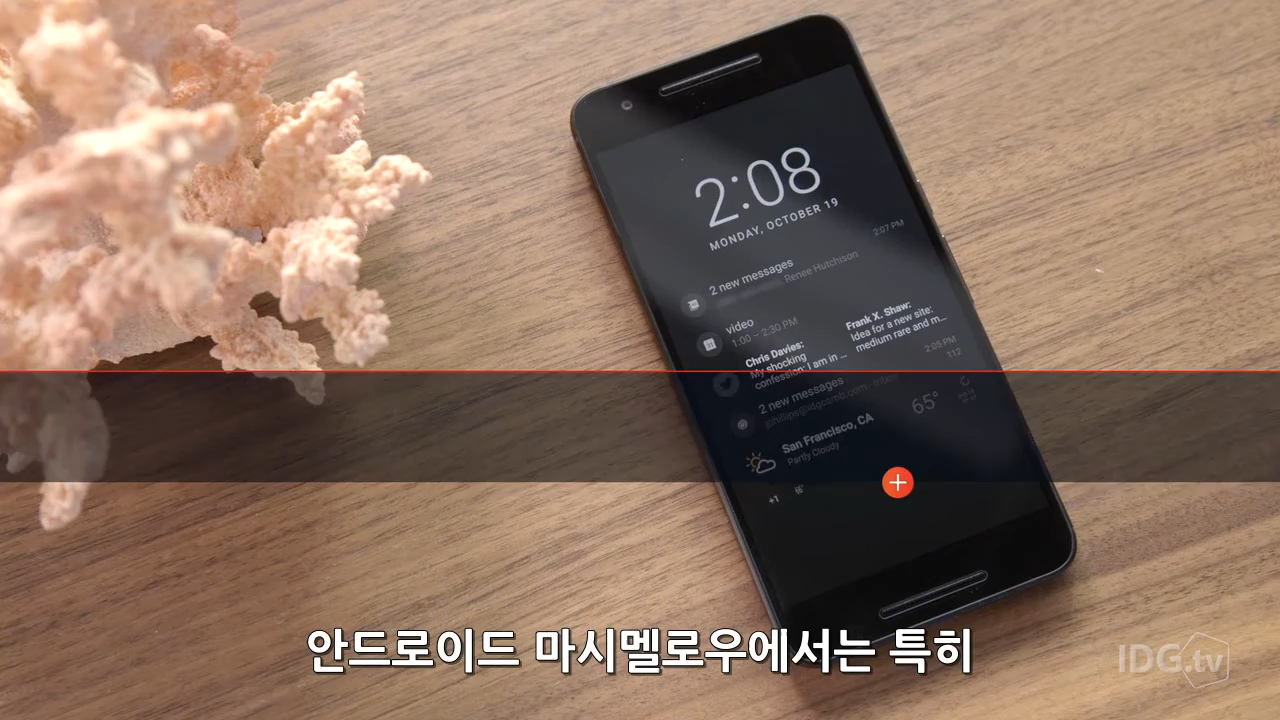 2:08
MONDAY, OCTOBER 19
2 new messages
2:07 PM
Renee Hutchison
video
1:00 – 2:30 PM
Chris Davies:
My shocking
confession: I am in ...
Frank X. Shaw:
Idea for a new site:
medium rare and m...
2:05 PM
112
2 new messages
San Francisco, CA
Partly Cloudy
65°
+1
안드로이드 마시멜로우에서는 특히
IDG.tv